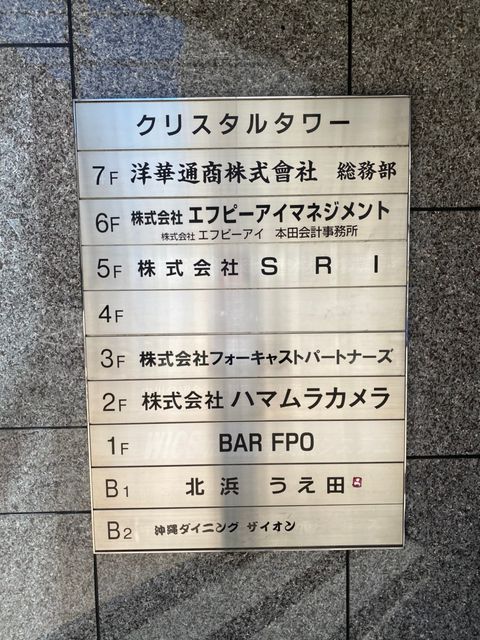 クリスタルタワー
7F 洋華通商株式會社 総務部
6F 株式会社 エフピーアイマネジメント
株式会社 エフピーアイ 本田会計事務所
5F 株式会社 SRI
4F
3F 株式会社フォーキャストパートナーズ
2F 株式会社 ハマムラカメラ
1F BAR FPO
B1 北浜 うえ田
B2 沖縄ダイニング ザイオン